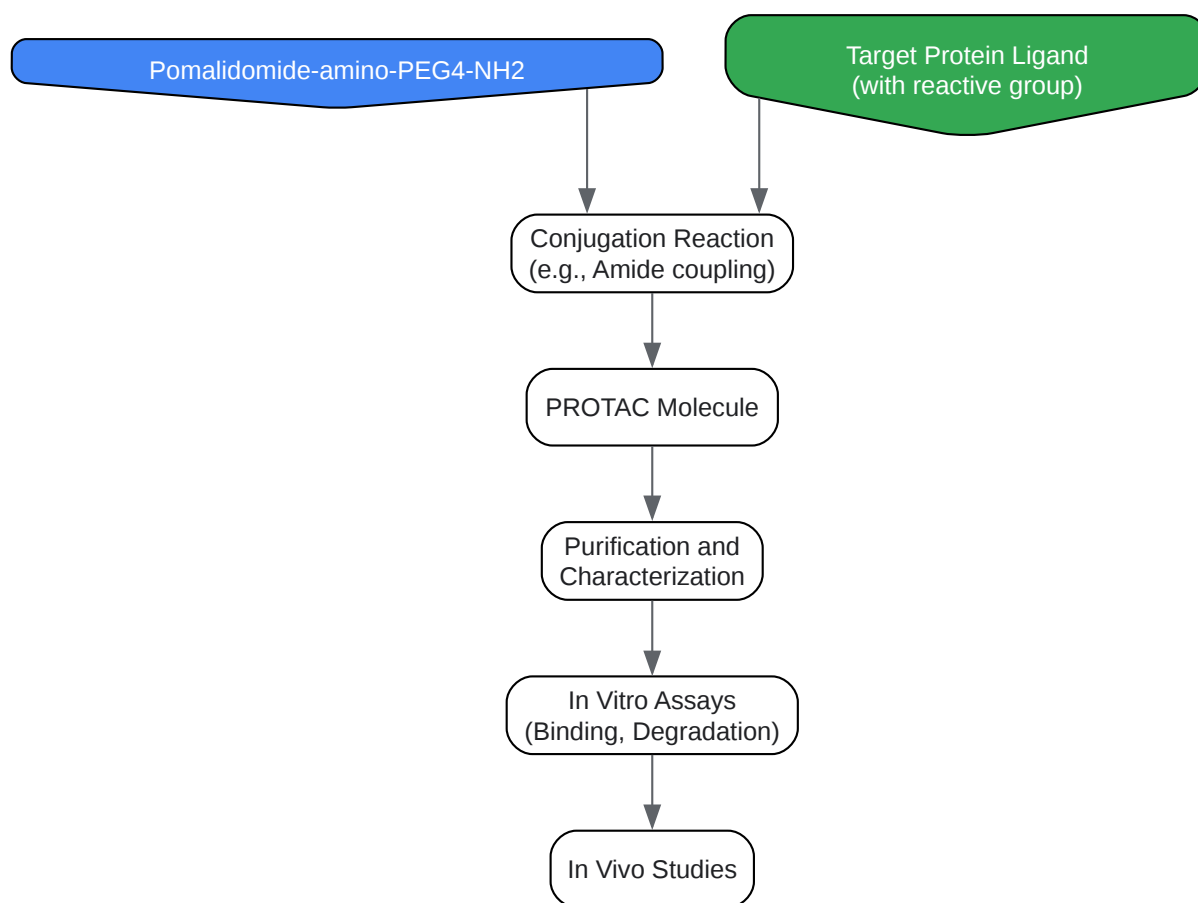 Pomalidomide-amino-PEG4-NH2
Target Protein Ligand
(with reactive group)
Conjugation Reaction
(e.g., Amide coupling)
PROTAC Molecule
Purification and
Characterization
In Vitro Assays
(Binding, Degradation)
In Vivo Studies